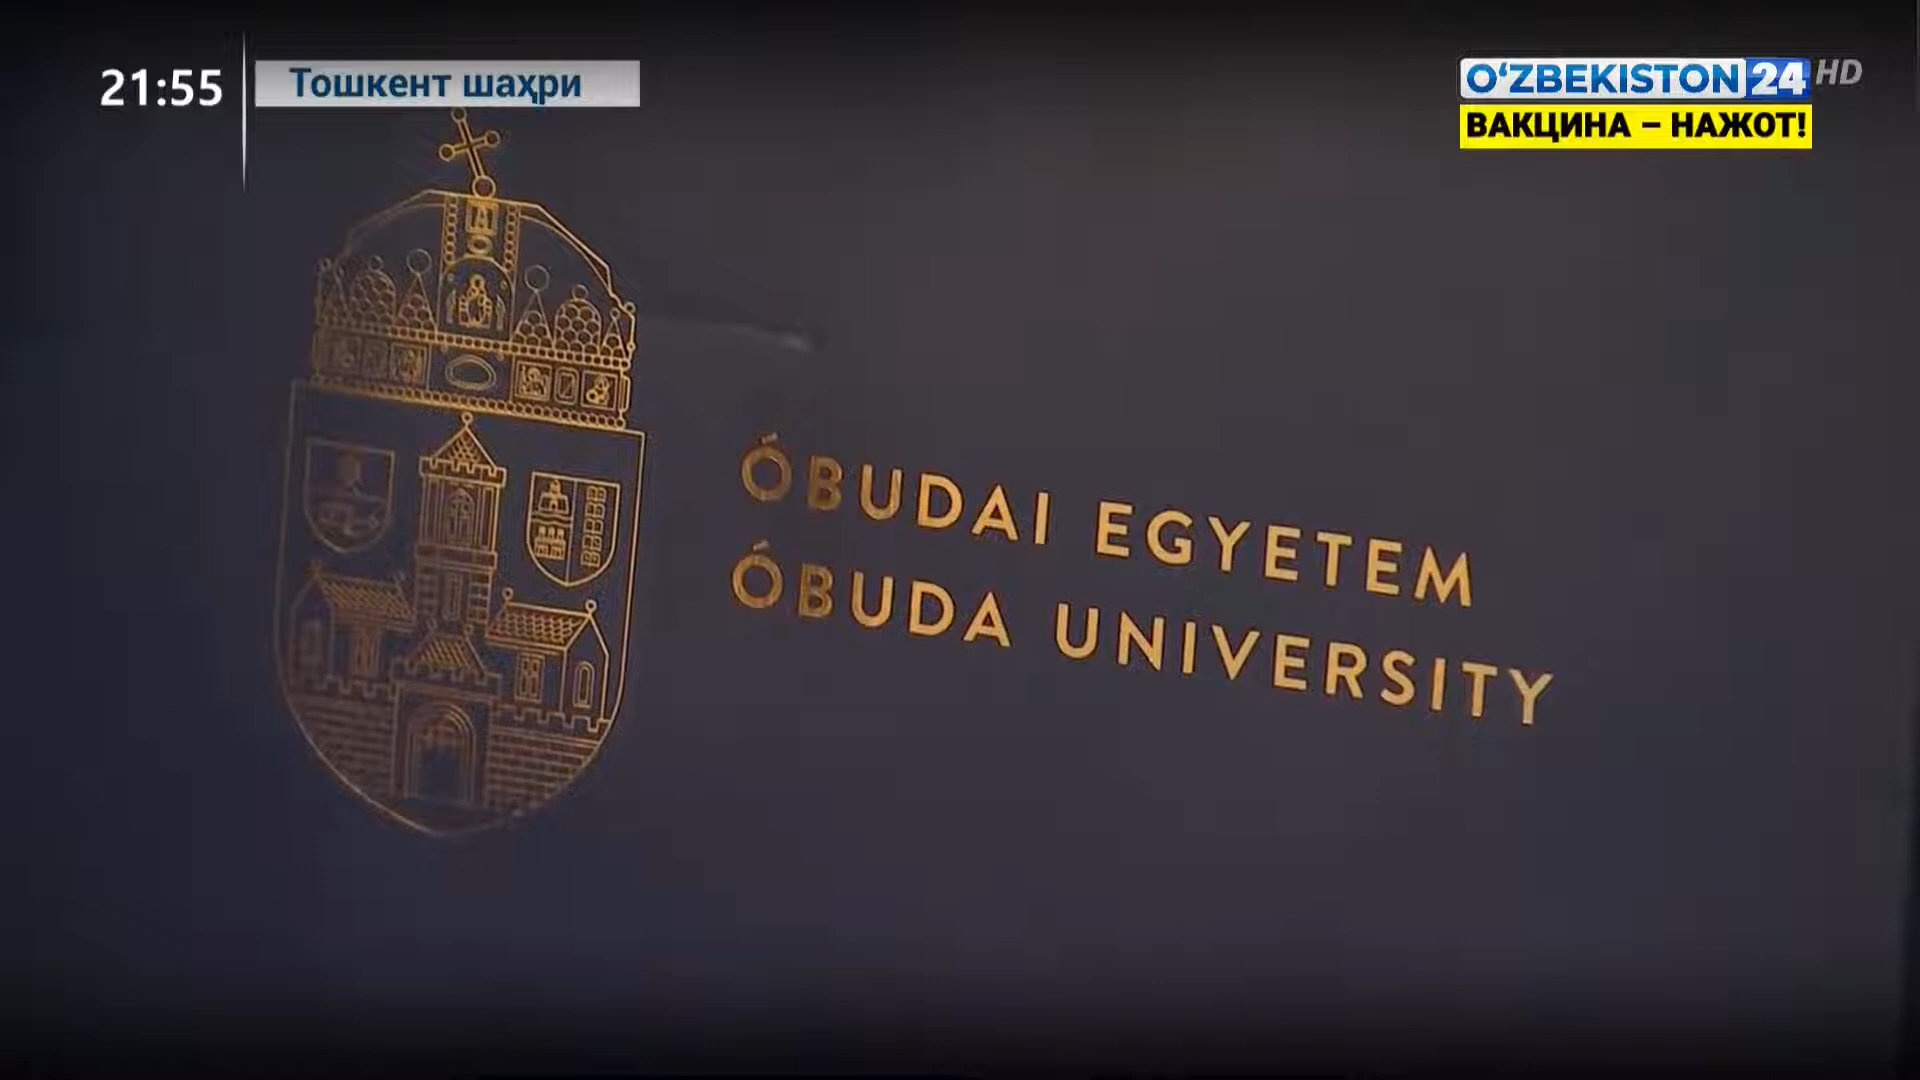 21:55
Тошкент шаҳри
O‘ZBEKISTON 24 HD
ВАКЦИНА – НАЖОТ!
ÓBUDAI EGYETEM
ÓBUDA UNIVERSITY